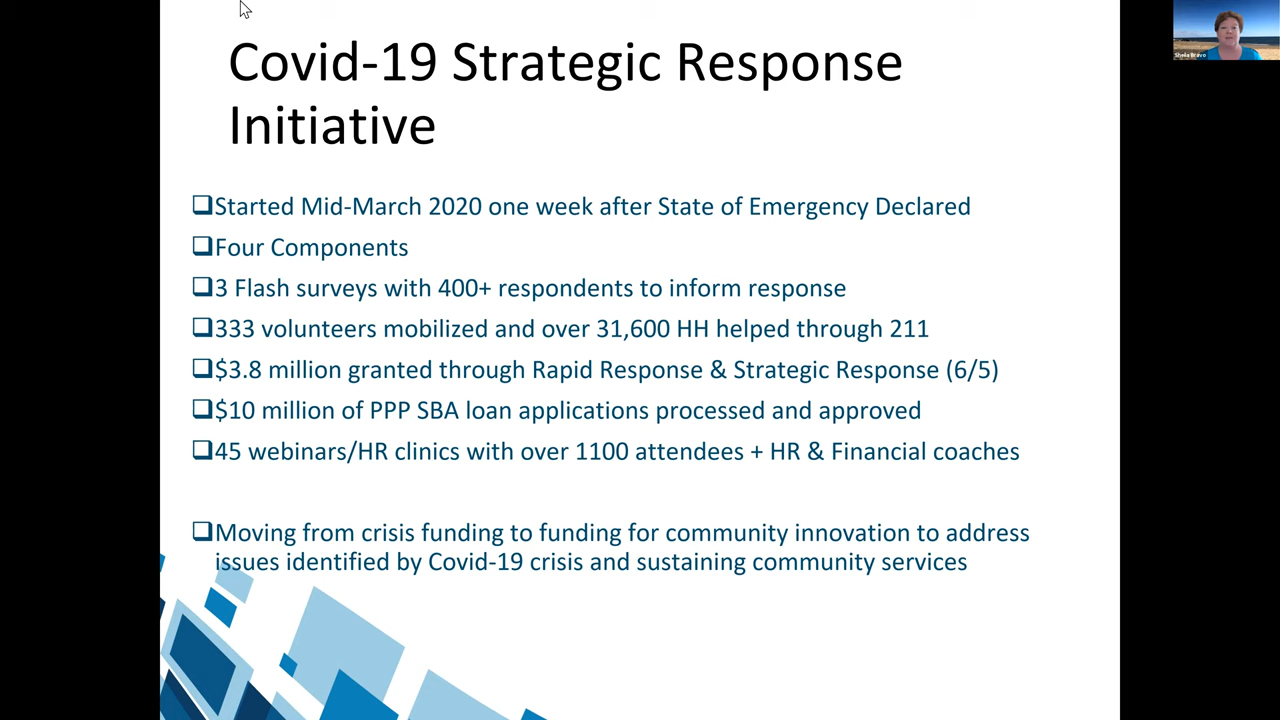 Covid-19 Strategic Response
Initiative
Sheila Bravo
❑Started Mid-March 2020 one week after State of Emergency Declared
❑Four Components
❑3 Flash surveys with 400+ respondents to inform response
❑333 volunteers mobilized and over 31,600 HH helped through 211
❑$3.8 million granted through Rapid Response & Strategic Response (6/5)
❑$10 million of PPP SBA loan applications processed and approved
❑45 webinars/HR clinics with over 1100 attendees + HR & Financial coaches
❑Moving from crisis funding to funding for community innovation to address
issues identified by Covid-19 crisis and sustaining community services